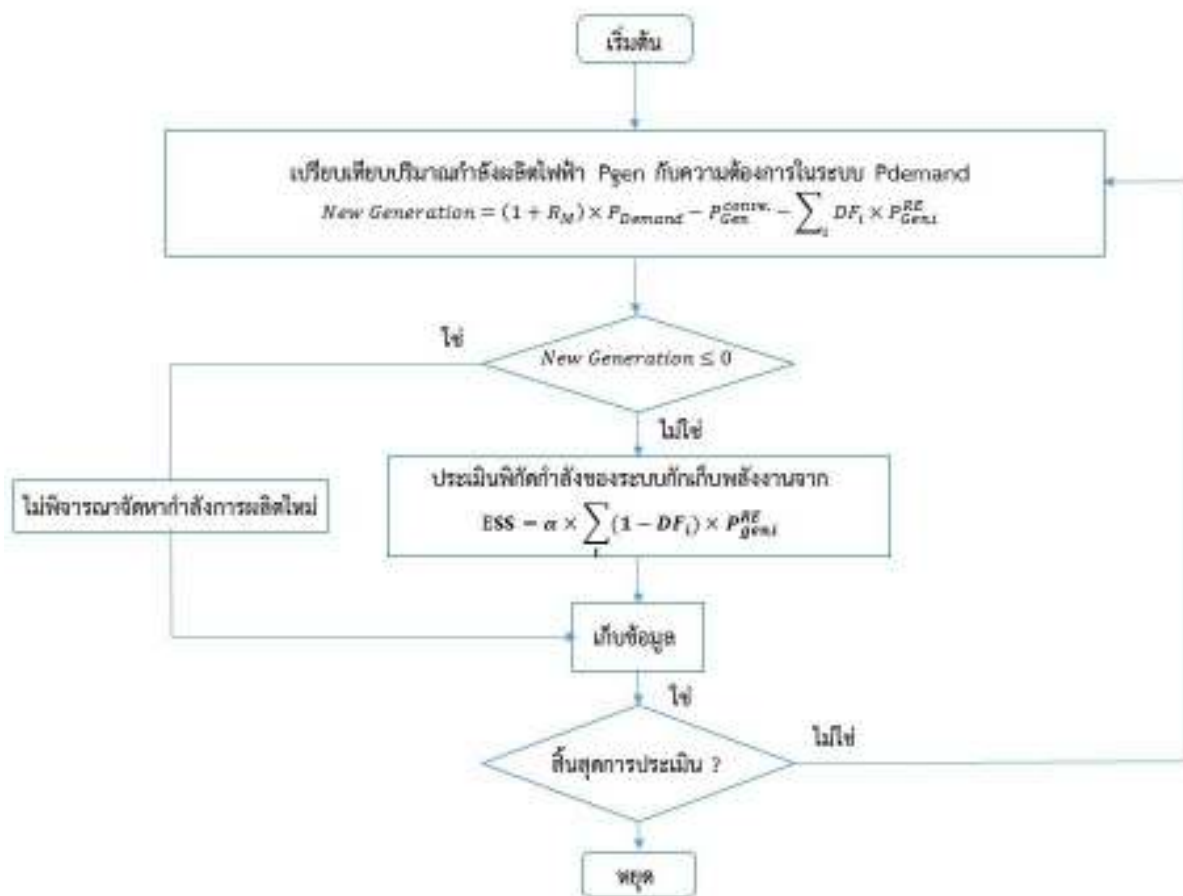 เริ่มต้น
เปรียบเทียบปริมาณกำลังผลิตไฟฟ้า Pgen กับความต้องการในระบบ Pdemand
New Generation = (1 + R_M) × P_Demand − P_Gen^conv. − ∑_i DF_i × P_Gen,i^RE
ใช่
New Generation ≤ 0
ไม่ใช่
ประเมินพิกัดกำลังของระบบกักเก็บพลังงานจาก
ESS = α × ∑_i (1 − DF_i) × P_gen,i^RE
ไม่พิจารณาจัดหากำลังการผลิตใหม่
เก็บข้อมูล
ใช่
ไม่ใช่
สิ้นสุดการประเมิน ?
หยุด